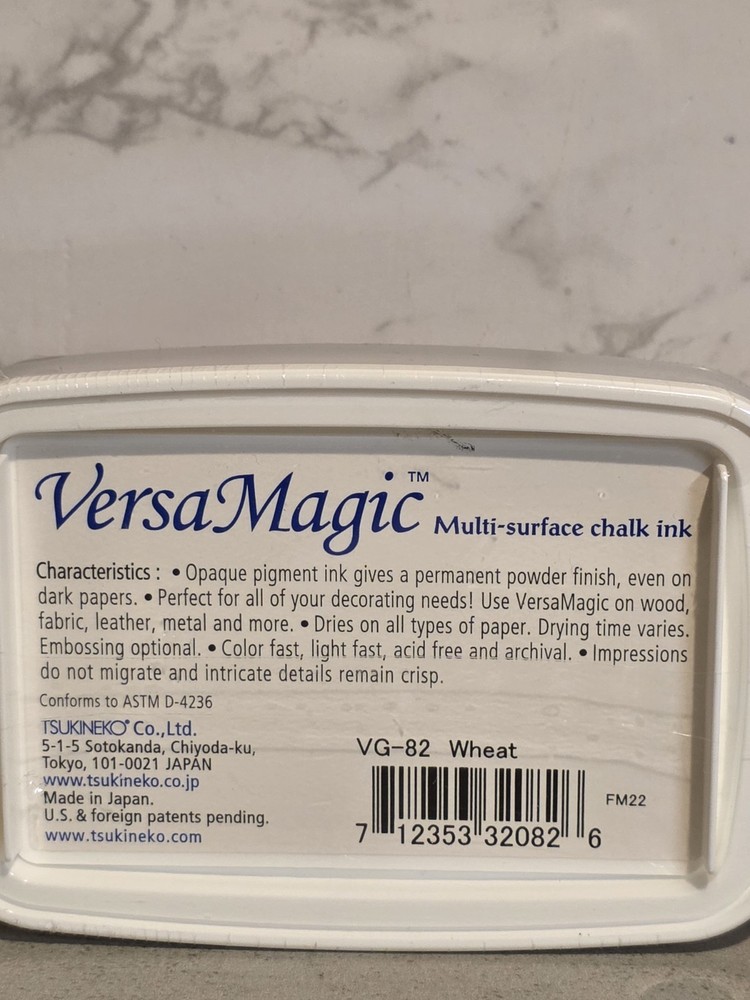 VersaMagic™ Multi-surface chalk ink
Characteristics : • Opaque pigment ink gives a permanent powder finish, even on
dark papers. • Perfect for all of your decorating needs! Use VersaMagic on wood,
fabric, leather, metal and more. • Dries on all types of paper. Drying time varies.
Embossing optional. • Color fast, light fast, acid free and archival. • Impressions
do not migrate and intricate details remain crisp.
Conforms to ASTM D-4236
TSUKINEKO® Co.,Ltd.
5-1-5 Sotokanda, Chiyoda-ku,
Tokyo, 101-0021 JAPAN
www.tsukineko.co.jp
Made in Japan.
U.S. & foreign patents pending.
www.tsukineko.com
VG-82 Wheat
7 12353 32082 6
FM22